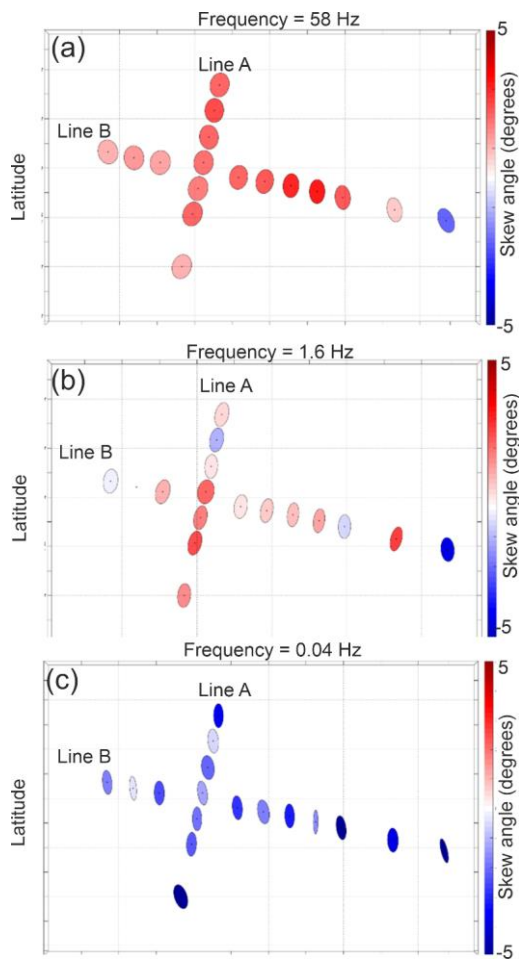 Frequency = 58 Hz
(a)
Line A
Line B
Latitude
5
Skew angle (degrees)
-5
Frequency = 1.6 Hz
(b)
Line A
Line B
Latitude
5
Skew angle (degrees)
-5
Frequency = 0.04 Hz
(c)
Line A
Line B
Latitude
5
Skew angle (degrees)
-5